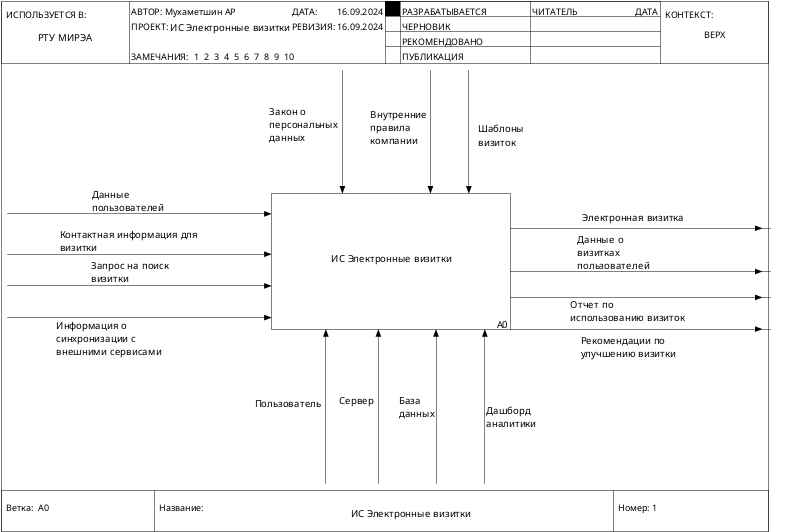 ИСПОЛЬЗУЕТСЯ В:
РТУ МИРЭА
АВТОР: Мухаметшин АР
ДАТА: 16.09.2024
ПРОЕКТ: ИС Электронные визитки
РЕВИЗИЯ: 16.09.2024
ЗАМЕЧАНИЯ: 1 2 3 4 5 6 7 8 9 10
РАЗРАБАТЫВАЕТСЯ
ЧЕРНОВИК
РЕКОМЕНДОВАНО
ПУБЛИКАЦИЯ
ЧИТАТЕЛЬ
ДАТА
КОНТЕКСТ:
ВЕРХ
Закон о
персональных
данных
Внутренние
правила
компании
Шаблоны
визиток
Данные
пользователей
Контактная информация для
визитки
Запрос на поиск
визитки
Информация о
синхронизации с
внешними сервисами
ИС Электронные визитки
A0
Электронная визитка
Данные о
визитках
пользователей
Отчет по
использованию визиток
Рекомендации по
улучшению визитки
Пользователь
Сервер
База
данных
Дашборд
аналитики
Ветка: A0
Название:
ИС Электронные визитки
Номер: 1